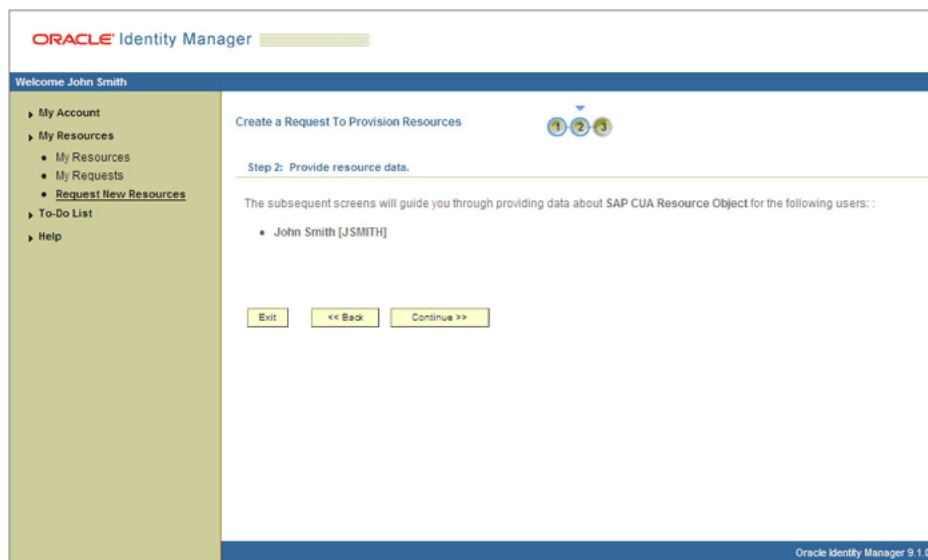 ORACLE Identity Manager
Welcome John Smith
My Account
My Resources
My Resources
My Requests
Request New Resources
To-Do List
Help
Create a Request To Provision Resources
1 2 3
Step 2: Provide resource data.
The subsequent screens will guide you through providing data about SAP CUA Resource Object for the following users: :
John Smith [JSMITH]
Exit << Back Continue >>
Oracle Identity Manager 9.1.0